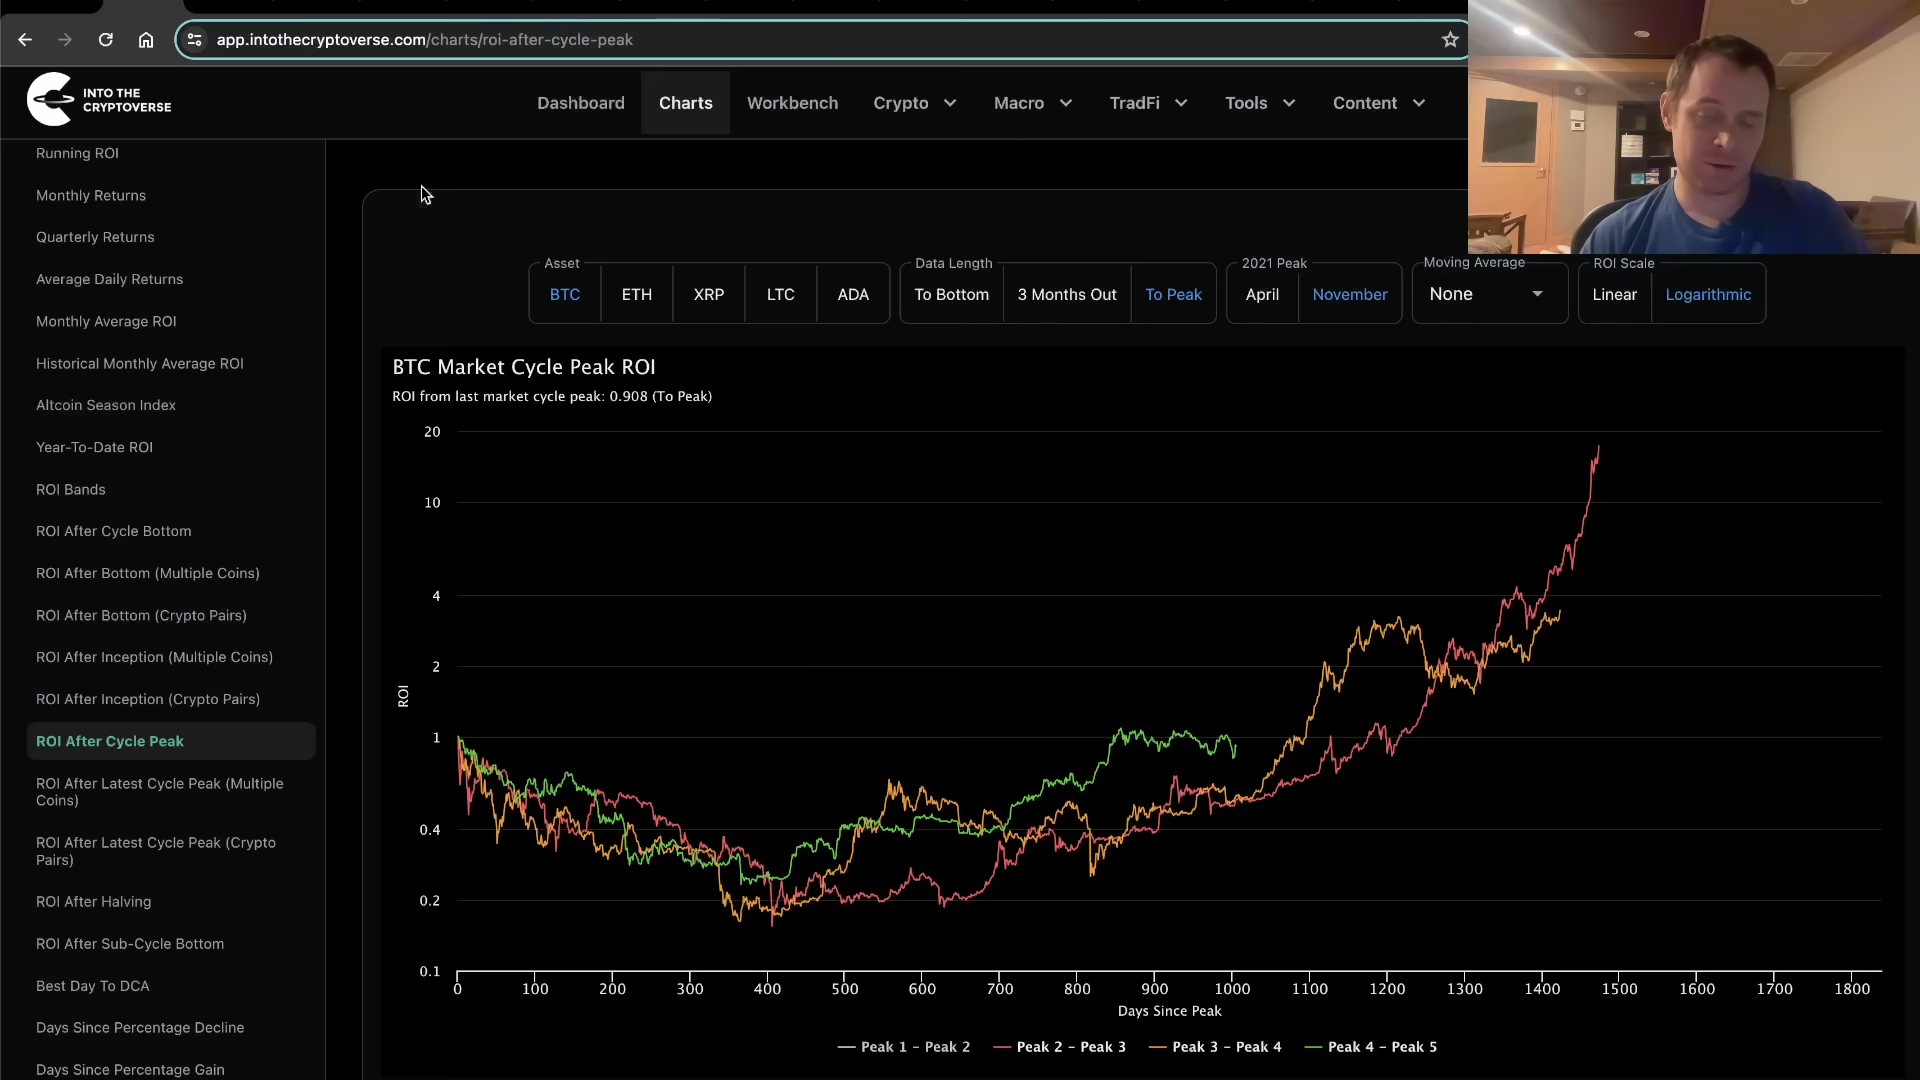 app.intothecryptoverse.com/charts/roi-after-cycle-peak
INTO THE
CRYPTOVERSE
Dashboard
Charts
Workbench
Crypto
Macro
TradFi
Tools
Content
Running ROI
Monthly Returns
Quarterly Returns
Average Daily Returns
Monthly Average ROI
Historical Monthly Average ROI
Altcoin Season Index
Year-To-Date ROI
ROI Bands
ROI After Cycle Bottom
ROI After Bottom (Multiple Coins)
ROI After Bottom (Crypto Pairs)
ROI After Inception (Multiple Coins)
ROI After Inception (Crypto Pairs)
ROI After Cycle Peak
ROI After Latest Cycle Peak (Multiple
Coins)
ROI After Latest Cycle Peak (Crypto
Pairs)
ROI After Halving
ROI After Sub-Cycle Bottom
Best Day To DCA
Days Since Percentage Decline
Days Since Percentage Gain
Asset
BTC ETH XRP LTC ADA
Data Length
To Bottom 3 Months Out To Peak
2021 Peak
April November
Moving Average
None
ROI Scale
Linear Logarithmic
BTC Market Cycle Peak ROI
ROI from last market cycle peak: 0.908 (To Peak)
20
10
4
2
1
0.4
0.2
0.1
ROI
0 100 200 300 400 500 600 700 800 900 1000 1100 1200 1300 1400 1500 1600 1700 1800
Days Since Peak
Peak 1 - Peak 2 Peak 2 - Peak 3 Peak 3 - Peak 4 Peak 4 - Peak 5